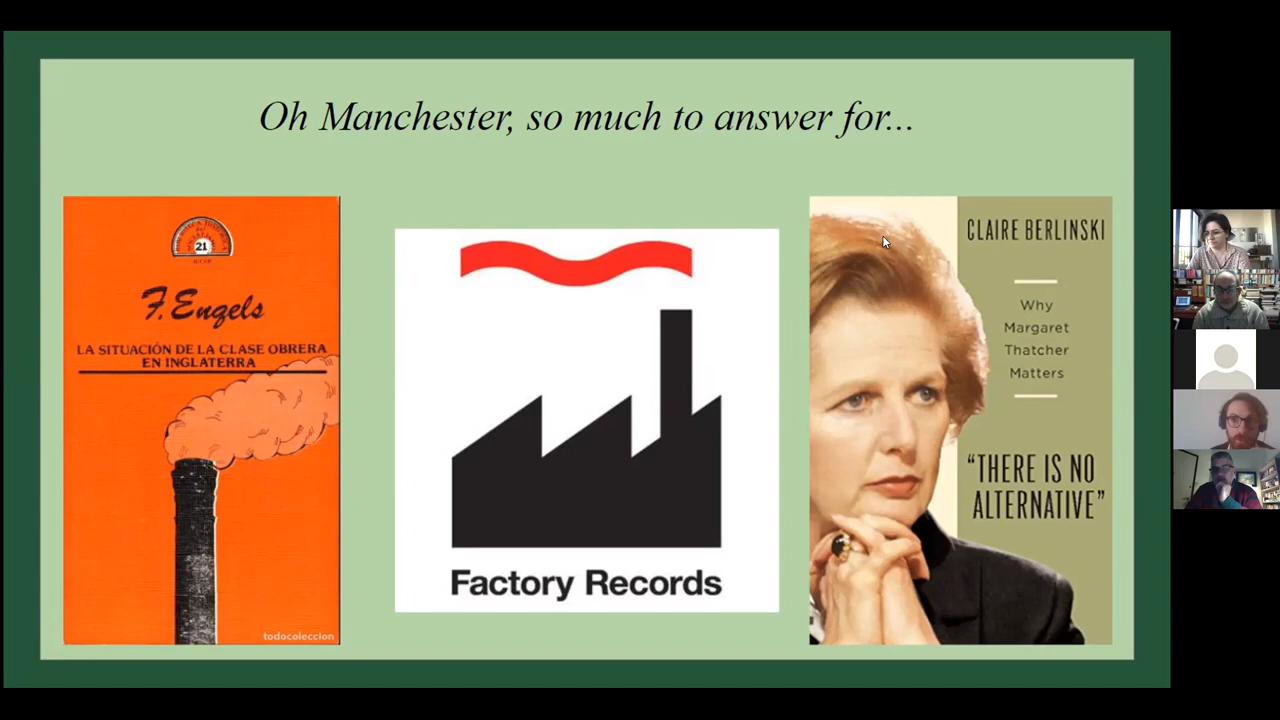 Oh Manchester, so much to answer for...
21
F. Engels
LA SITUACIÓN DE LA CLASE OBRERA
EN INGLATERRA
todocoleccion
Factory Records
CLAIRE BERLINSKI
Why
Margaret
Thatcher
Matters
“THERE IS NO
ALTERNATIVE”